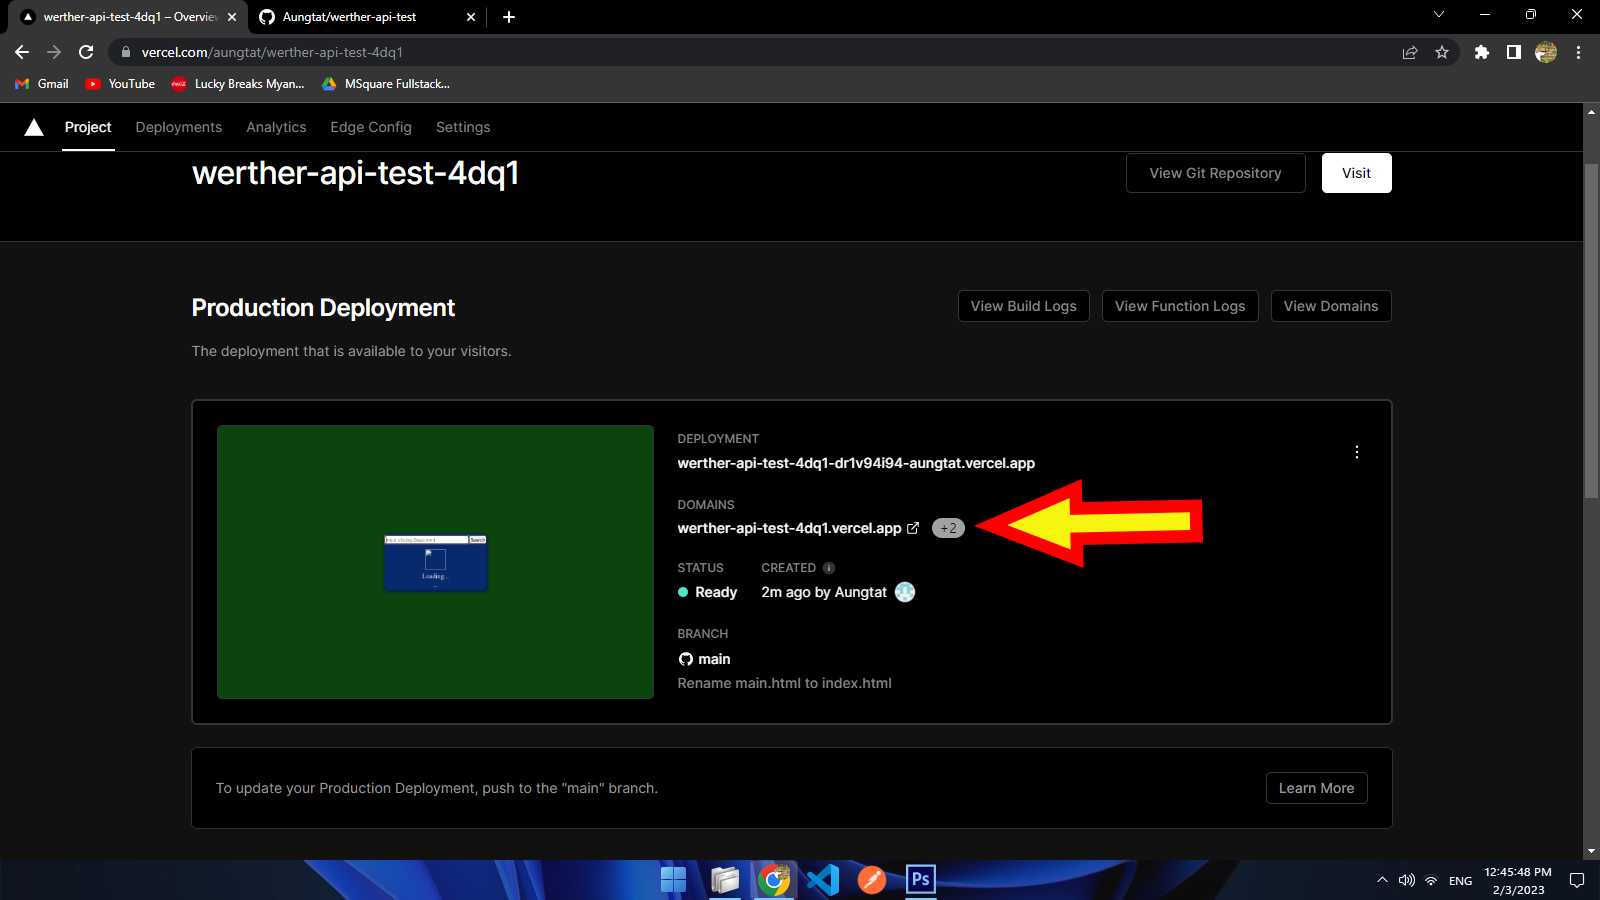 werther-api-test-4dq1 – Overview
Aungtat/werther-api-test
vercel.com/aungtat/werther-api-test-4dq1
Gmail
YouTube
Lucky Breaks Myan...
MSquare Fullstack...
Project
Deployments
Analytics
Edge Config
Settings
werther-api-test-4dq1
View Git Repository
Visit
Production Deployment
View Build Logs
View Function Logs
View Domains
The deployment that is available to your visitors.
DEPLOYMENT
werther-api-test-4dq1-dr1v94i94-aungtat.vercel.app
DOMAINS
werther-api-test-4dq1.vercel.app
+2
Search
Loading...
STATUS
CREATED
Ready
2m ago by Aungtat
BRANCH
main
Rename main.html to index.html
To update your Production Deployment, push to the "main" branch.
Learn More
Ps
ENG
12:45:48 PM
2/3/2023